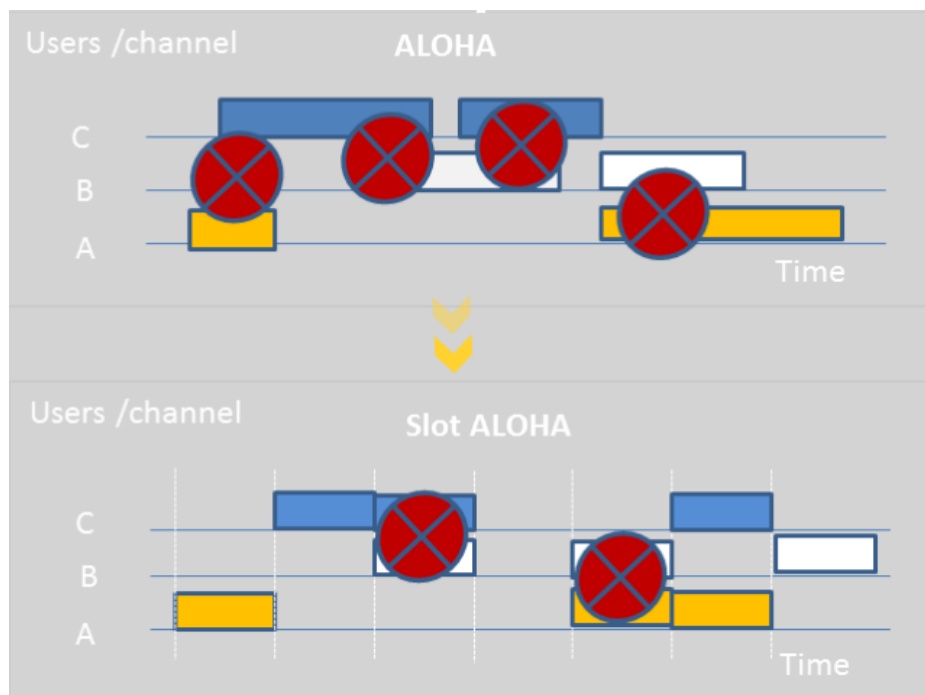 Users /channel
ALOHA
C
B
A
Time
Users /channel
Slot ALOHA
C
B
A
Time